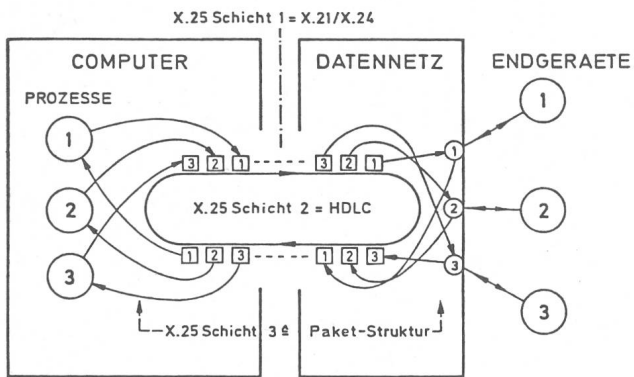 X.25 Schicht 1 = X.21/X.24
COMPUTER
DATENNETZ
ENDGERAETE
PROZESSE
1
1
1
3 2 1
3 2 1
2
X.25 Schicht 2 = HDLC
2
2
3
1 2 3
1 2 3
3
3
X.25 Schicht 3 ≙ Paket-Struktur